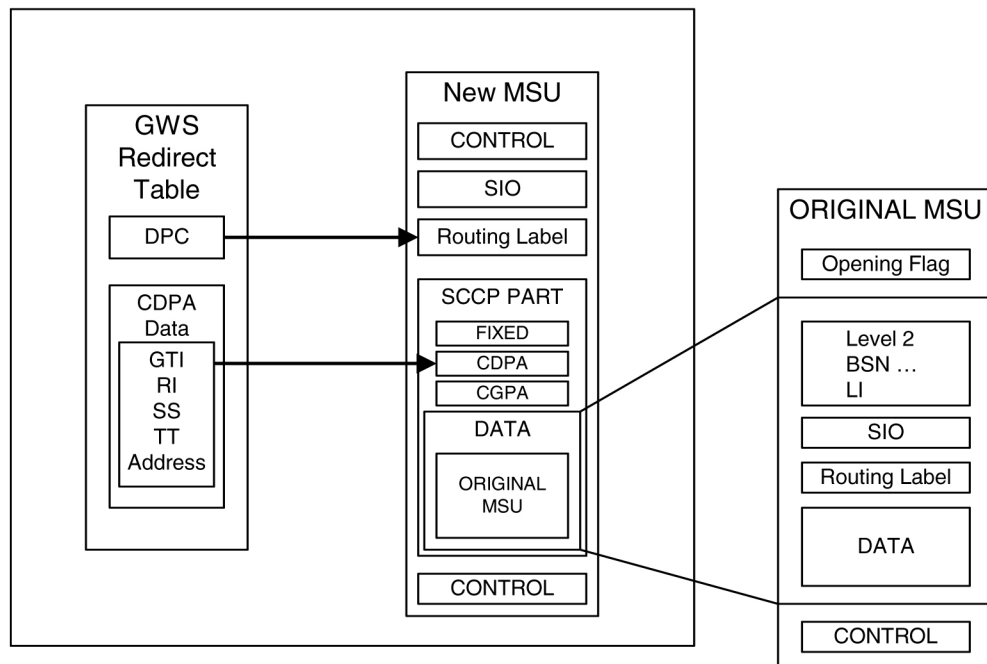 GWS
Redirect
Table
DPC
CDPA
Data
GTI
RI
SS
TT
Address
New MSU
CONTROL
SIO
Routing Label
SCCP PART
FIXED
CDPA
CGPA
DATA
ORIGINAL
MSU
CONTROL
ORIGINAL MSU
Opening Flag
Level 2
BSN ...
LI
SIO
Routing Label
DATA
CONTROL